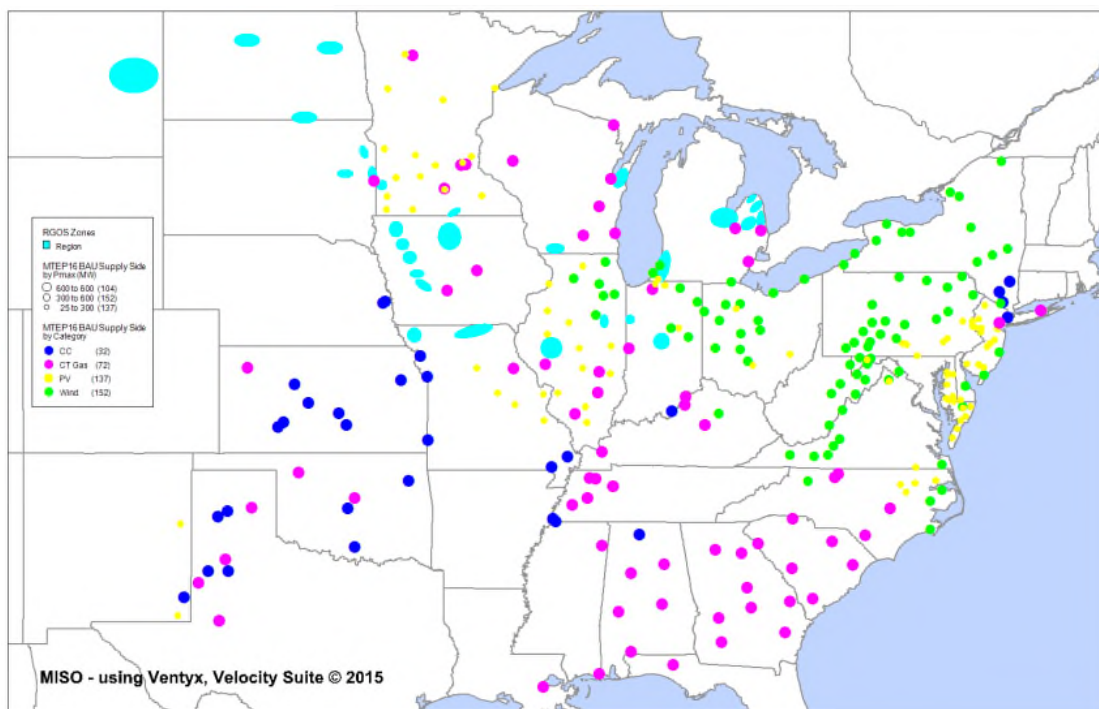 RGOS Zones
Region
MTEP16 BAU Supply Side
by Pmax (MW)
600 to 600 (104)
300 to 600 (152)
25 to 300 (137)
MTEP16 BAU Supply Side
by Category
CC (32)
CT Gas (72)
PV (137)
Wind (152)
MISO - using Ventyx, Velocity Suite © 2015